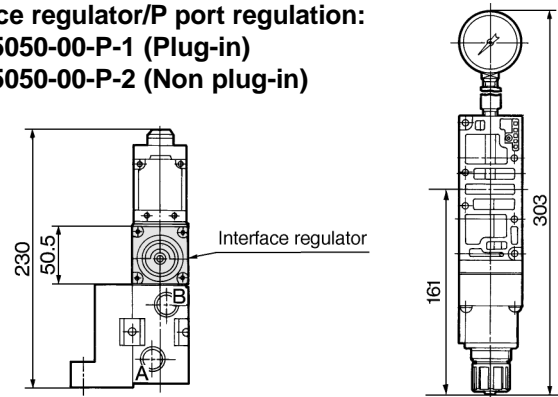 ce regulator/P port regulation:
5050-00-P-1 (Plug-in)
5050-00-P-2 (Non plug-in)
230
50.5
Interface regulator
B
A
161
303